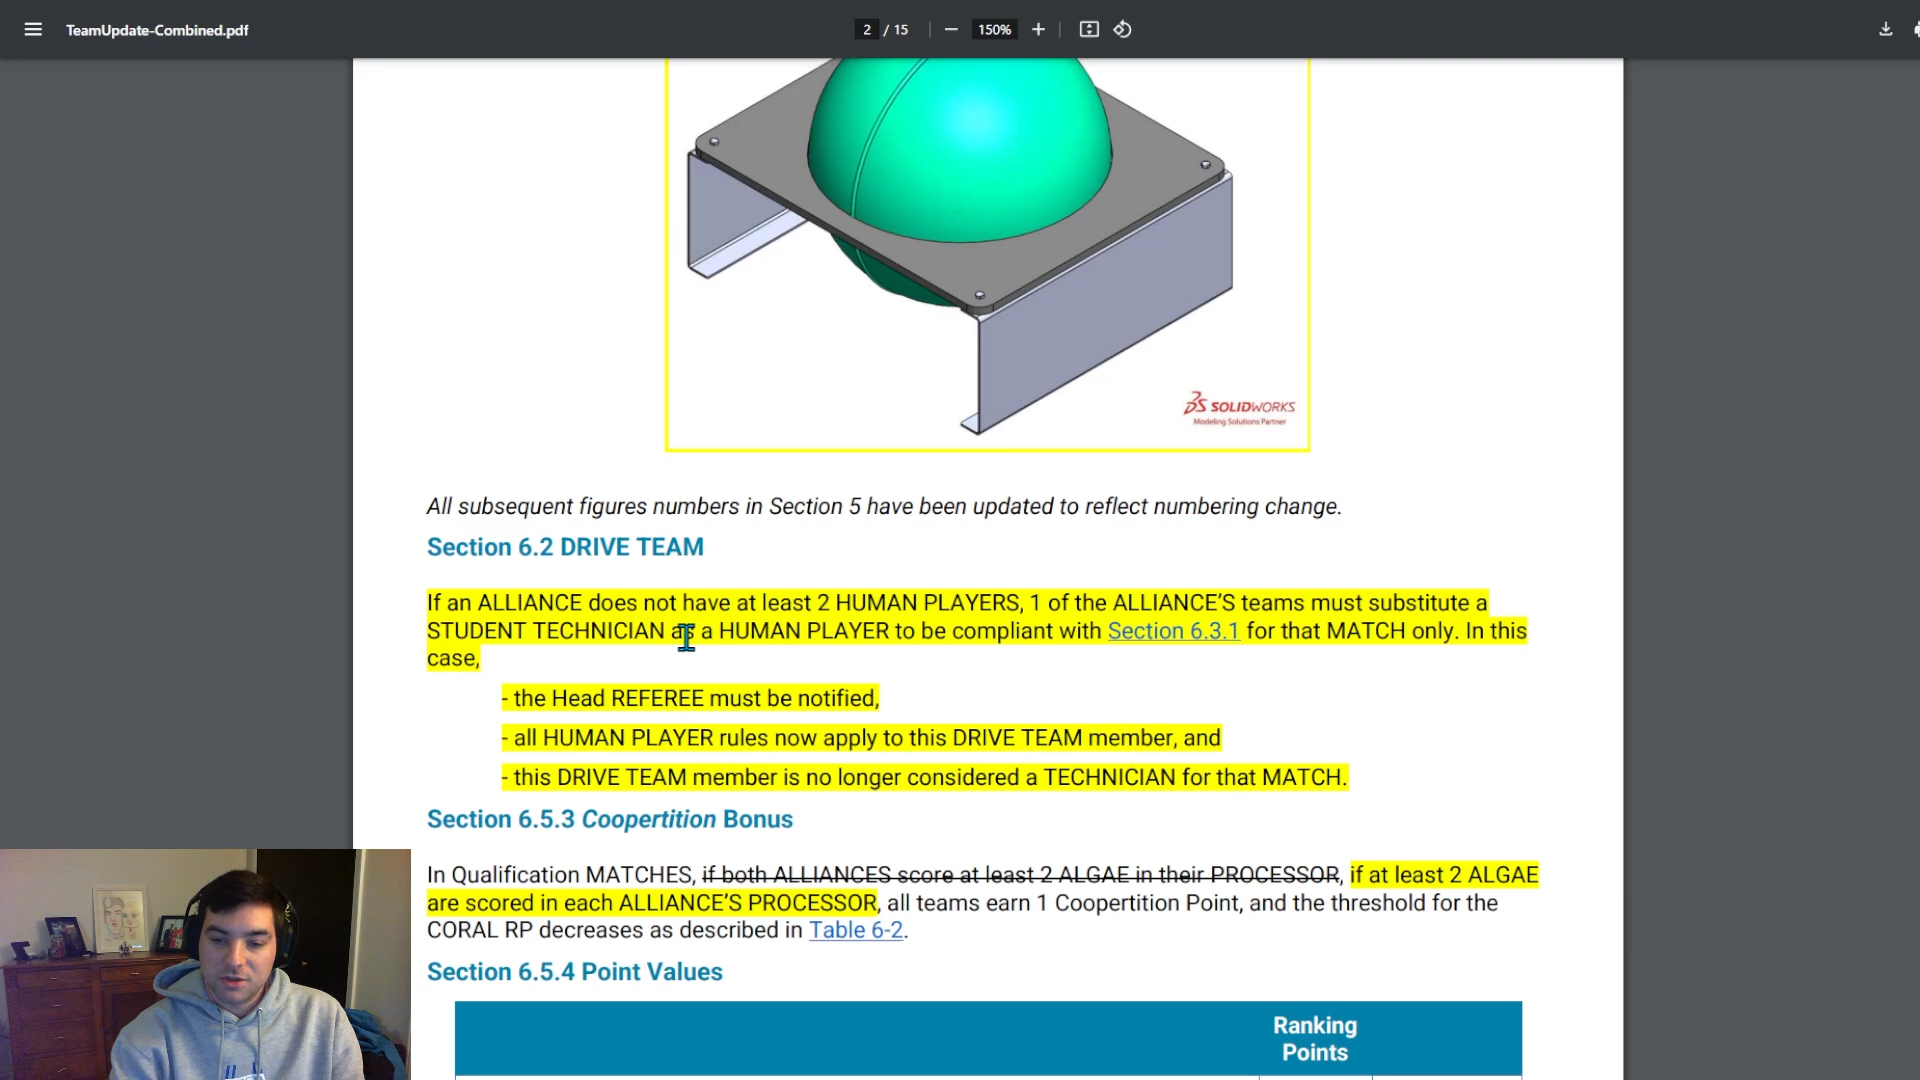 TeamUpdate-Combined.pdf
2 / 15
150%
SOLIDWORKS
Modeling Solutions Partner
All subsequent figures numbers in Section 5 have been updated to reflect numbering change.
Section 6.2 DRIVE TEAM
If an ALLIANCE does not have at least 2 HUMAN PLAYERS, 1 of the ALLIANCE'S teams must substitute a
STUDENT TECHNICIAN as a HUMAN PLAYER to be compliant with Section 6.3.1 for that MATCH only. In this
case,
- the Head REFEREE must be notified,
- all HUMAN PLAYER rules now apply to this DRIVE TEAM member, and
- this DRIVE TEAM member is no longer considered a TECHNICIAN for that MATCH.
Section 6.5.3 Coopertition Bonus
In Qualification MATCHES, if both ALLIANCES score at least 2 ALGAE in their PROCESSOR, if at least 2 ALGAE
are scored in each ALLIANCE'S PROCESSOR, all teams earn 1 Coopertition Point, and the threshold for the
CORAL RP decreases as described in Table 6-2.
Section 6.5.4 Point Values
Ranking
Points